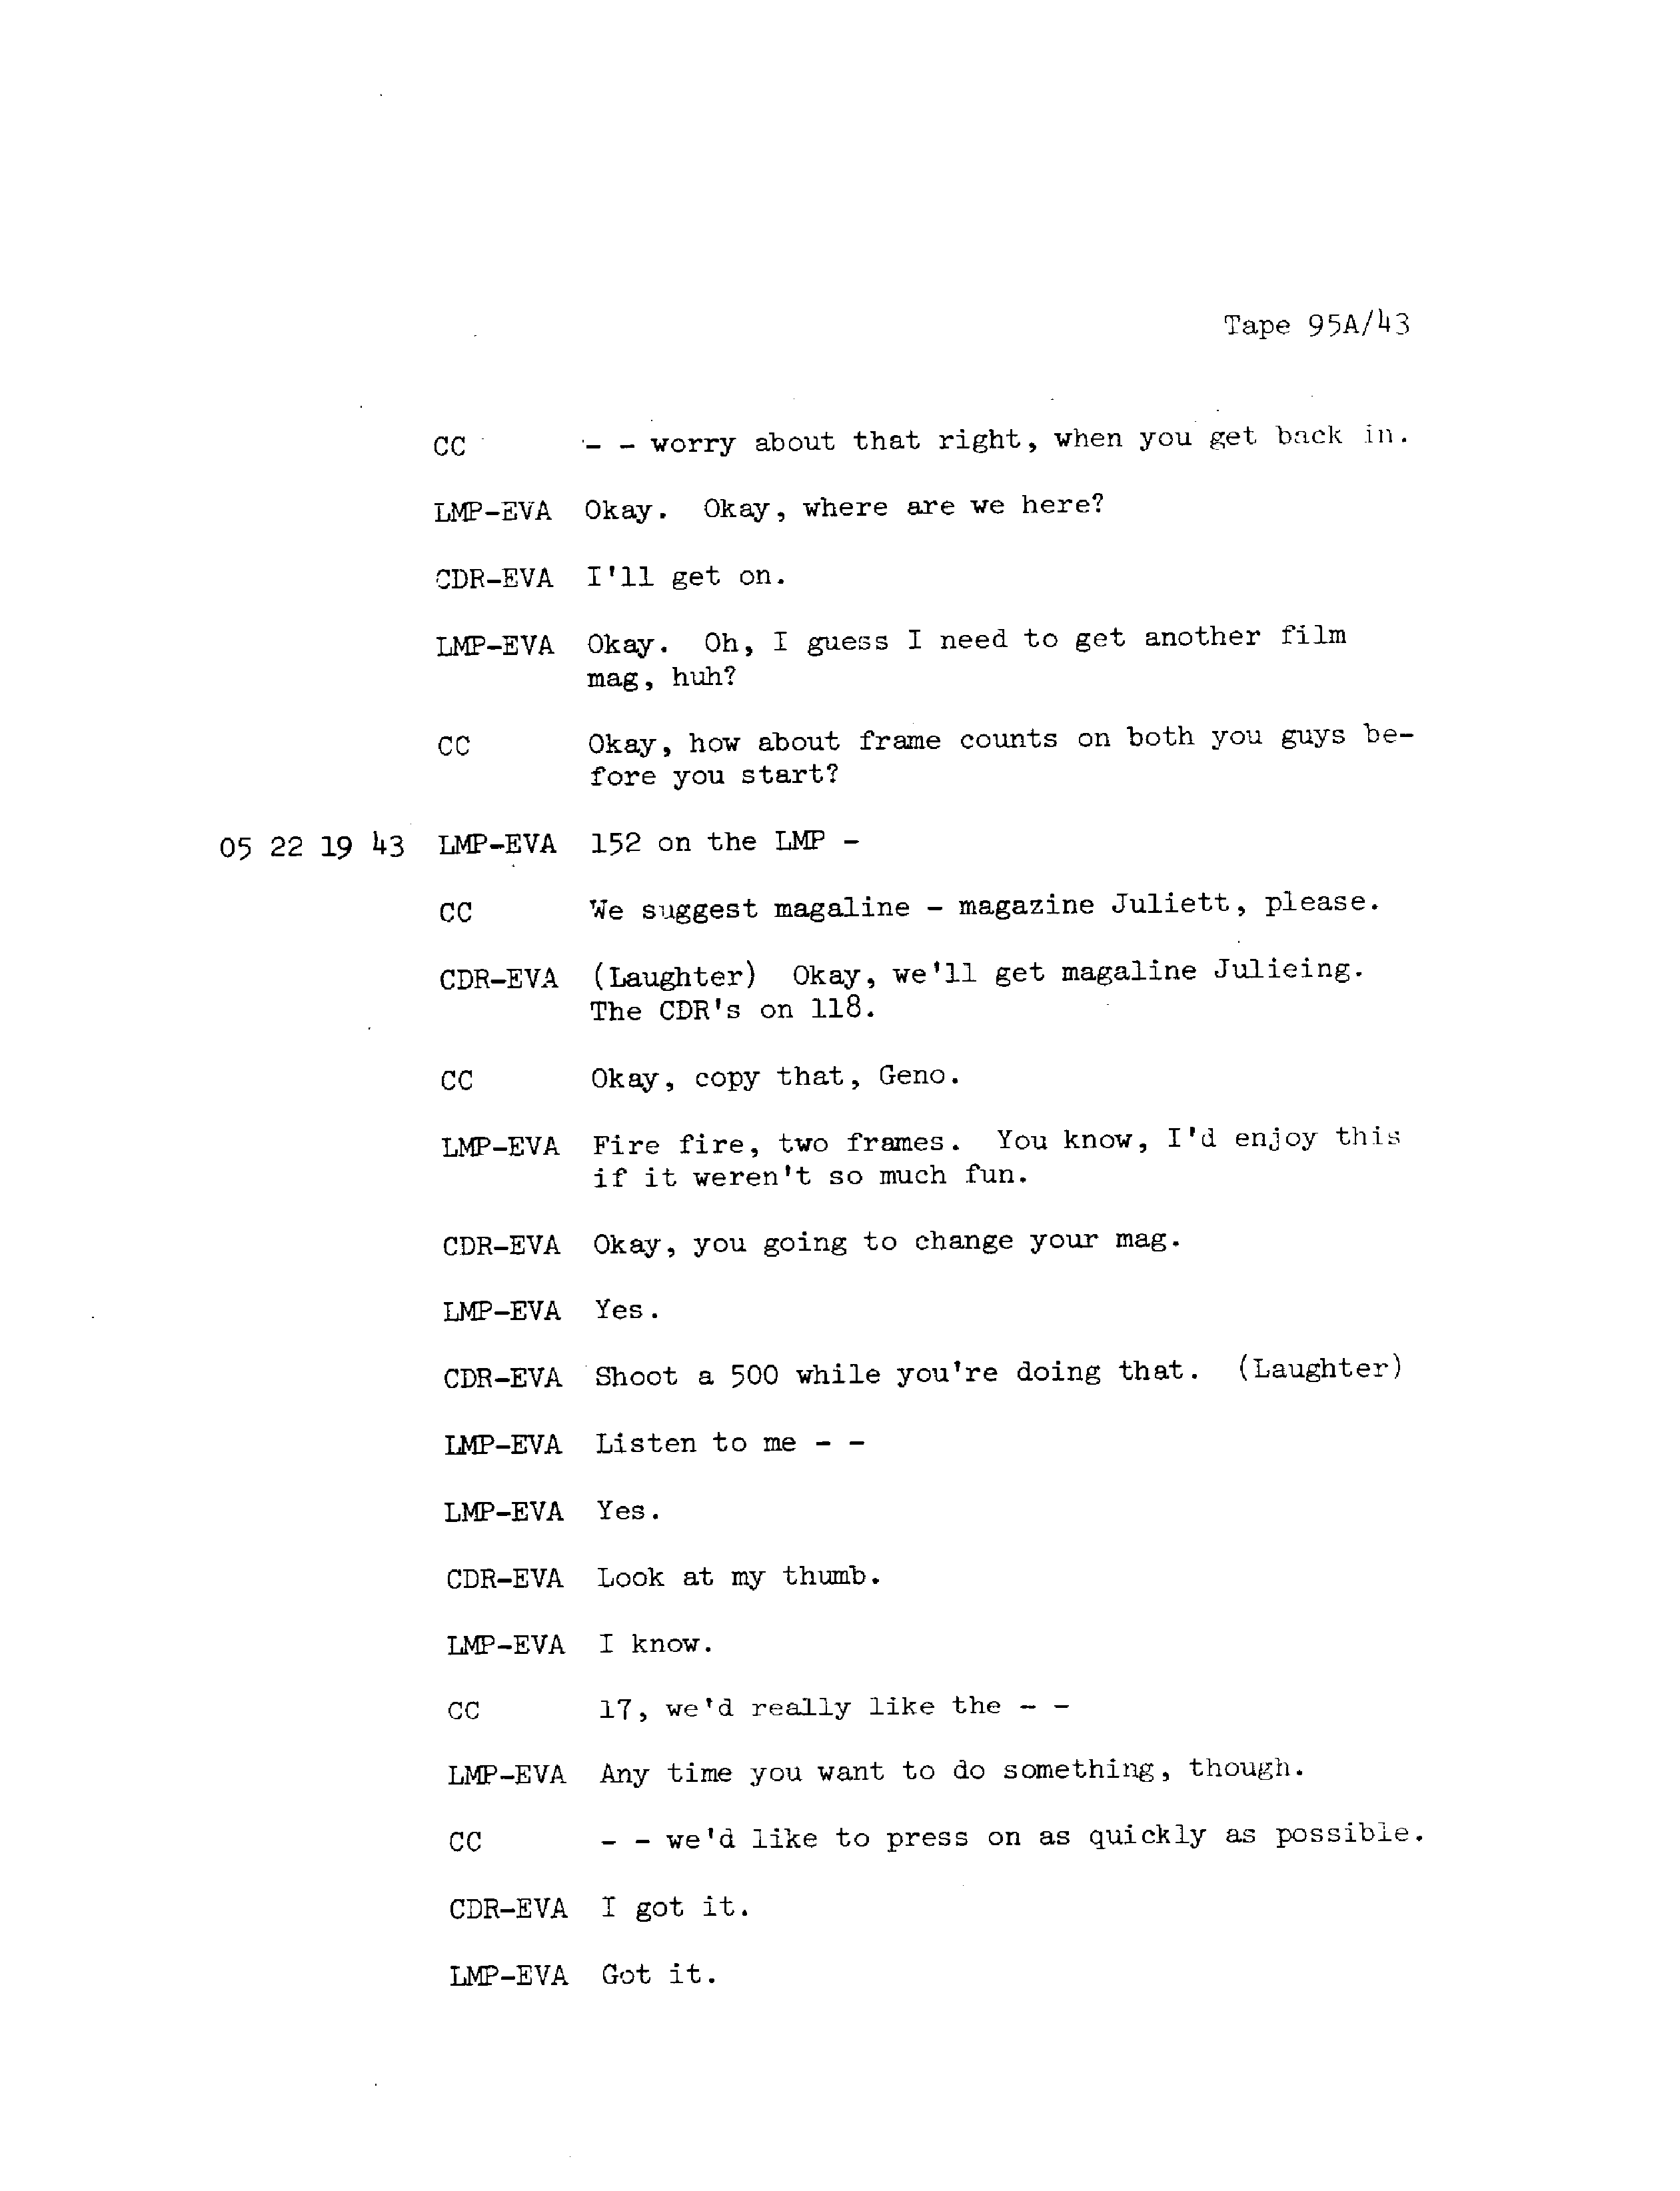 Tape 95A/43
CC - - worry about that right, when you get back in.
LMP-EVA Okay. Okay, where are we here?
CDR-EVA I'll get on.
LMP-EVA Okay. Oh, I guess I need to get another film
mag, huh?
CC Okay, how about frame counts on both you guys be-
fore you start?
05 22 19 43 LMP-EVA 152 on the LMP -
CC We suggest magaline - magazine Juliett, please.
CDR-EVA (Laughter) Okay, we'll get magaline Julieing.
The CDR's on 118.
CC Okay, copy that, Geno.
LMP-EVA Fire fire, two frames. You know, I'd enjoy this
if it weren't so much fun.
CDR-EVA Okay, you going to change your mag.
LMP-EVA Yes.
CDR-EVA Shoot a 500 while you're doing that. (Laughter)
LMP-EVA Listen to me - -
LMP-EVA Yes.
CDR-EVA Look at my thumb.
LMP-EVA I know.
CC 17, we'd really like the - -
LMP-EVA Any time you want to do something, though.
CC - - we'd like to press on as quickly as possible.
CDR-EVA I got it.
LMP-EVA Got it.